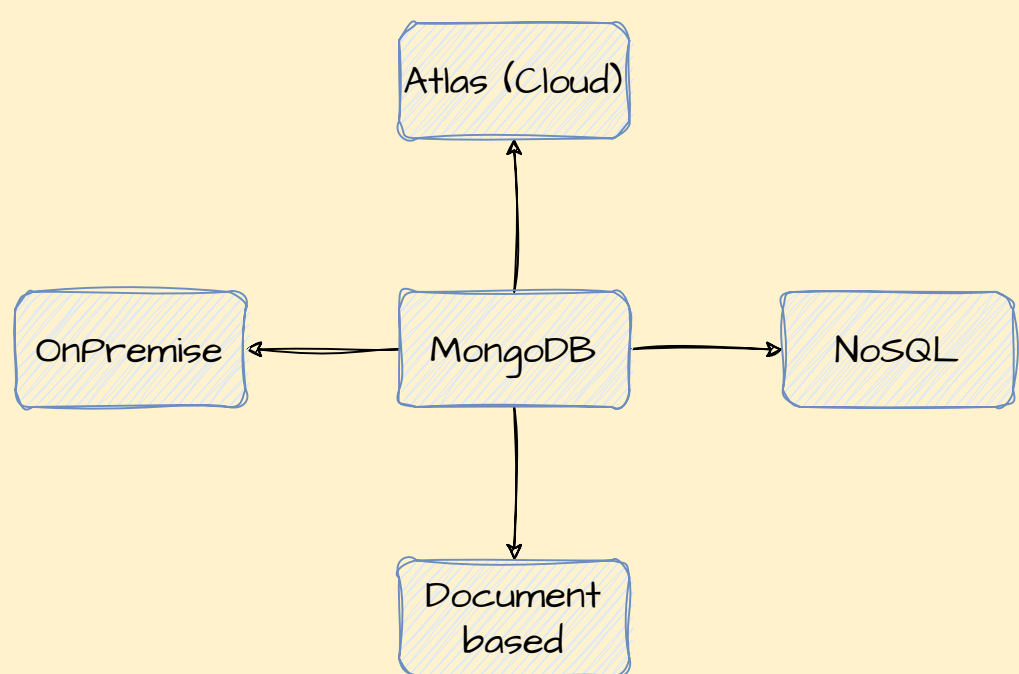 Atlas (Cloud)
OnPremise
MongoDB
NoSQL
Document
based